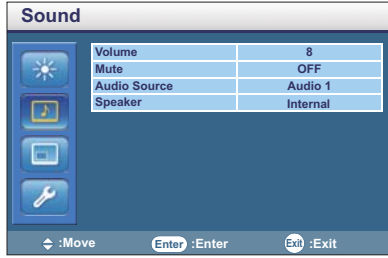 Sound
Volume 8
Mute OFF
Audio Source Audio 1
Speaker Internal
:Move Enter :Enter Exit :Exit